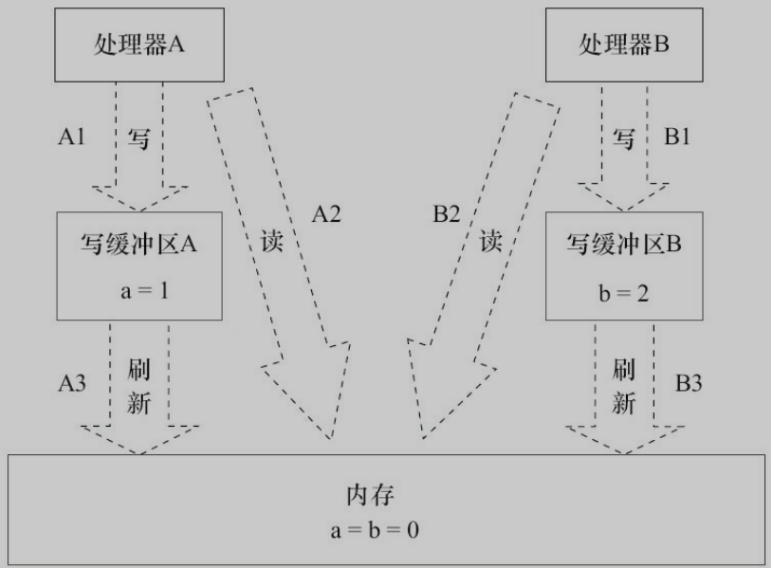 处理器A
处理器B
A1
写
写
B1
A2
B2
读
读
写缓冲区A
a = 1
写缓冲区B
b = 2
A3
刷
新
刷
新
B3
内存
a = b = 0